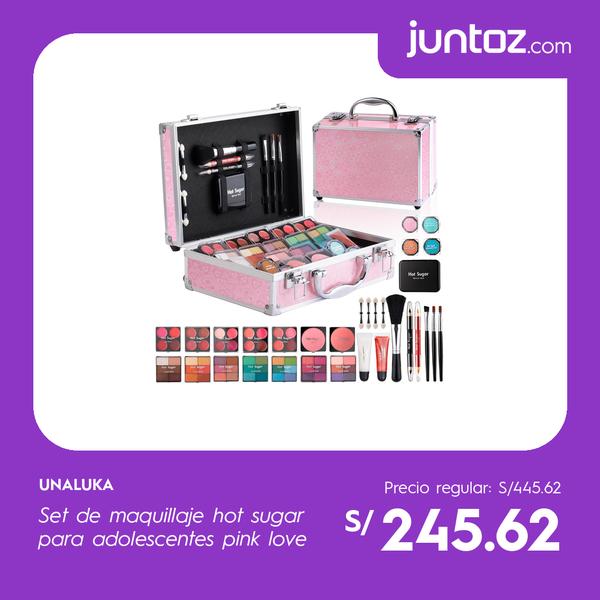 juntoz.com
Hot Sugar
Hot Sugar
UNALUKA
Set de maquillaje hot sugar
para adolescentes pink love
Precio regular: S/445.62
S/245.62